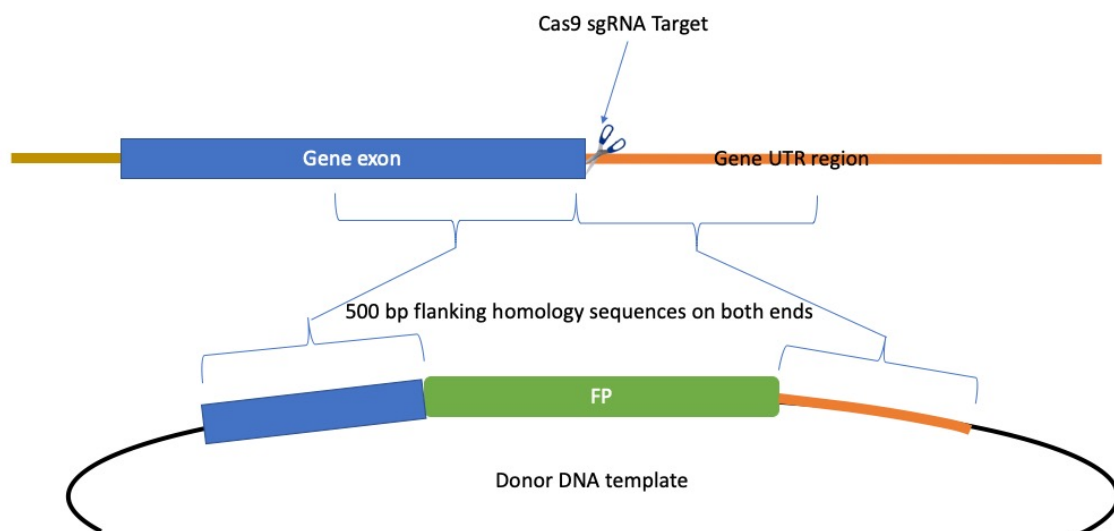 Cas9 sgRNA Target
Gene exon
Gene UTR region
500 bp flanking homology sequences on both ends
FP
Donor DNA template